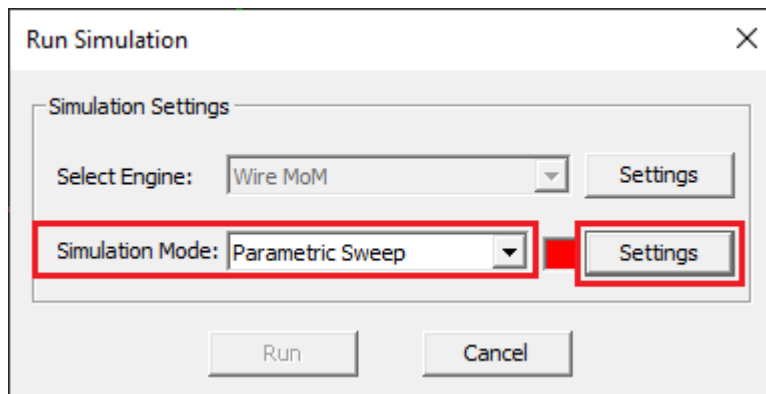 Run Simulation
Simulation Settings
Select Engine: Wire MoM Settings
Simulation Mode: Parametric Sweep Settings
Run Cancel